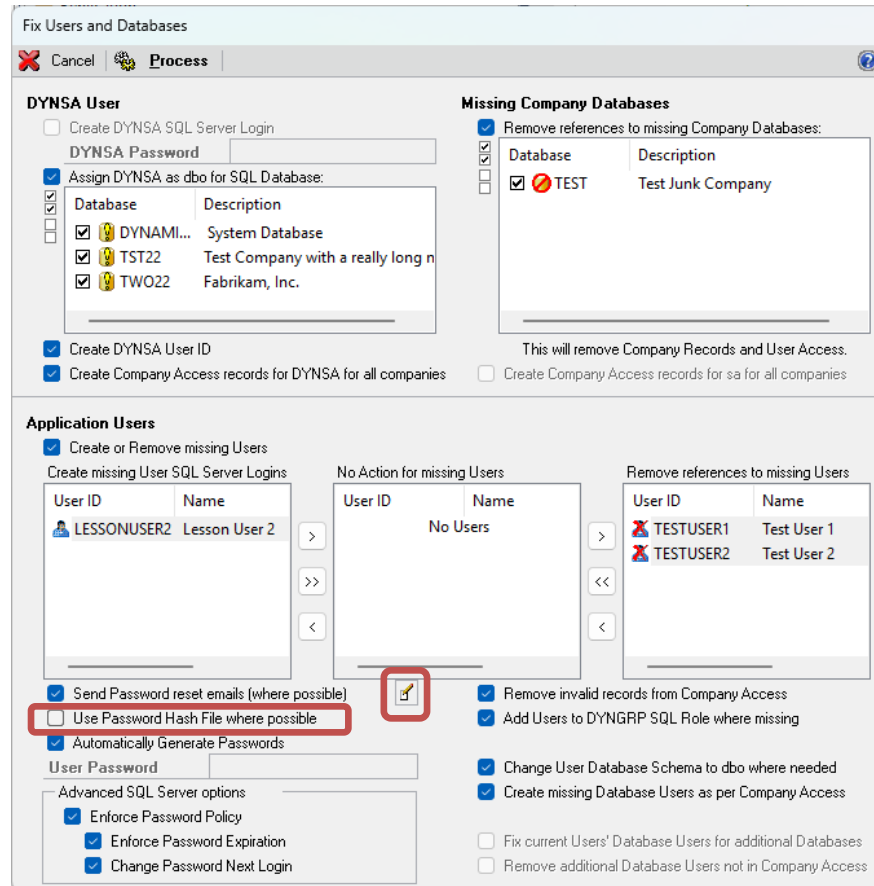 Fix Users and Databases
Cancel Process
DYNSA User
Create DYNSA SQL Server Login
DYNSA Password
Assign DYNSA as dbo for SQL Database:
Database Description
DYNAMI... System Database
TST22 Test Company with a really long n
TWO22 Fabrikam, Inc.
Create DYNSA User ID
Create Company Access records for DYNSA for all companies
Missing Company Databases
Remove references to missing Company Databases:
Database Description
TEST Test Junk Company
This will remove Company Records and User Access.
Create Company Access records for sa for all companies
Application Users
Create or Remove missing Users
Create missing User SQL Server Logins
User ID Name
LESSONUSER2 Lesson User 2
>
>>
<
No Action for missing Users
User ID Name
No Users
>
<<
<
Remove references to missing Users
User ID Name
TESTUSER1 Test User 1
TESTUSER2 Test User 2
Send Password reset emails (where possible)
Use Password Hash File where possible
Automatically Generate Passwords
User Password
Advanced SQL Server options
Enforce Password Policy
Enforce Password Expiration
Change Password Next Login
Remove invalid records from Company Access
Add Users to DYNGRP SQL Role where missing
Change User Database Schema to dbo where needed
Create missing Database Users as per Company Access
Fix current Users' Database Users for additional Databases
Remove additional Database Users not in Company Access